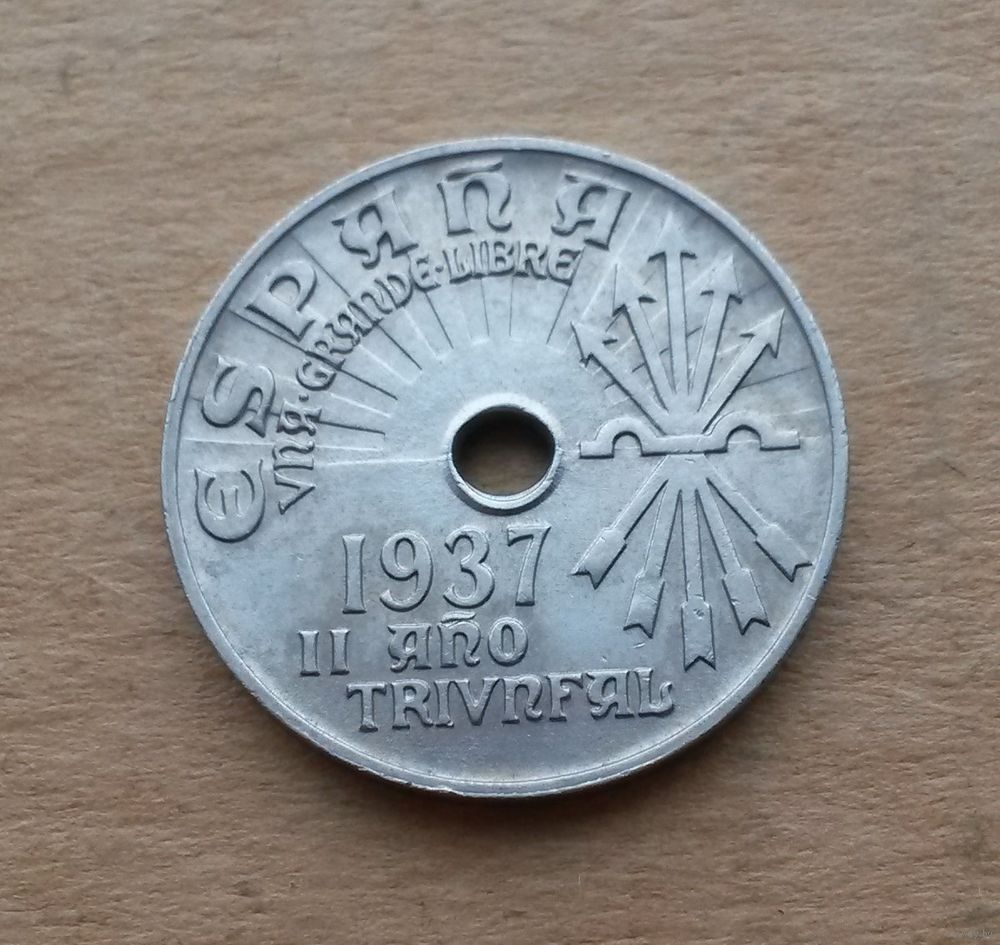 ESPAÑA
VNA·GRANDE·LIBRE
1937
II AÑO
TRIVNFAL